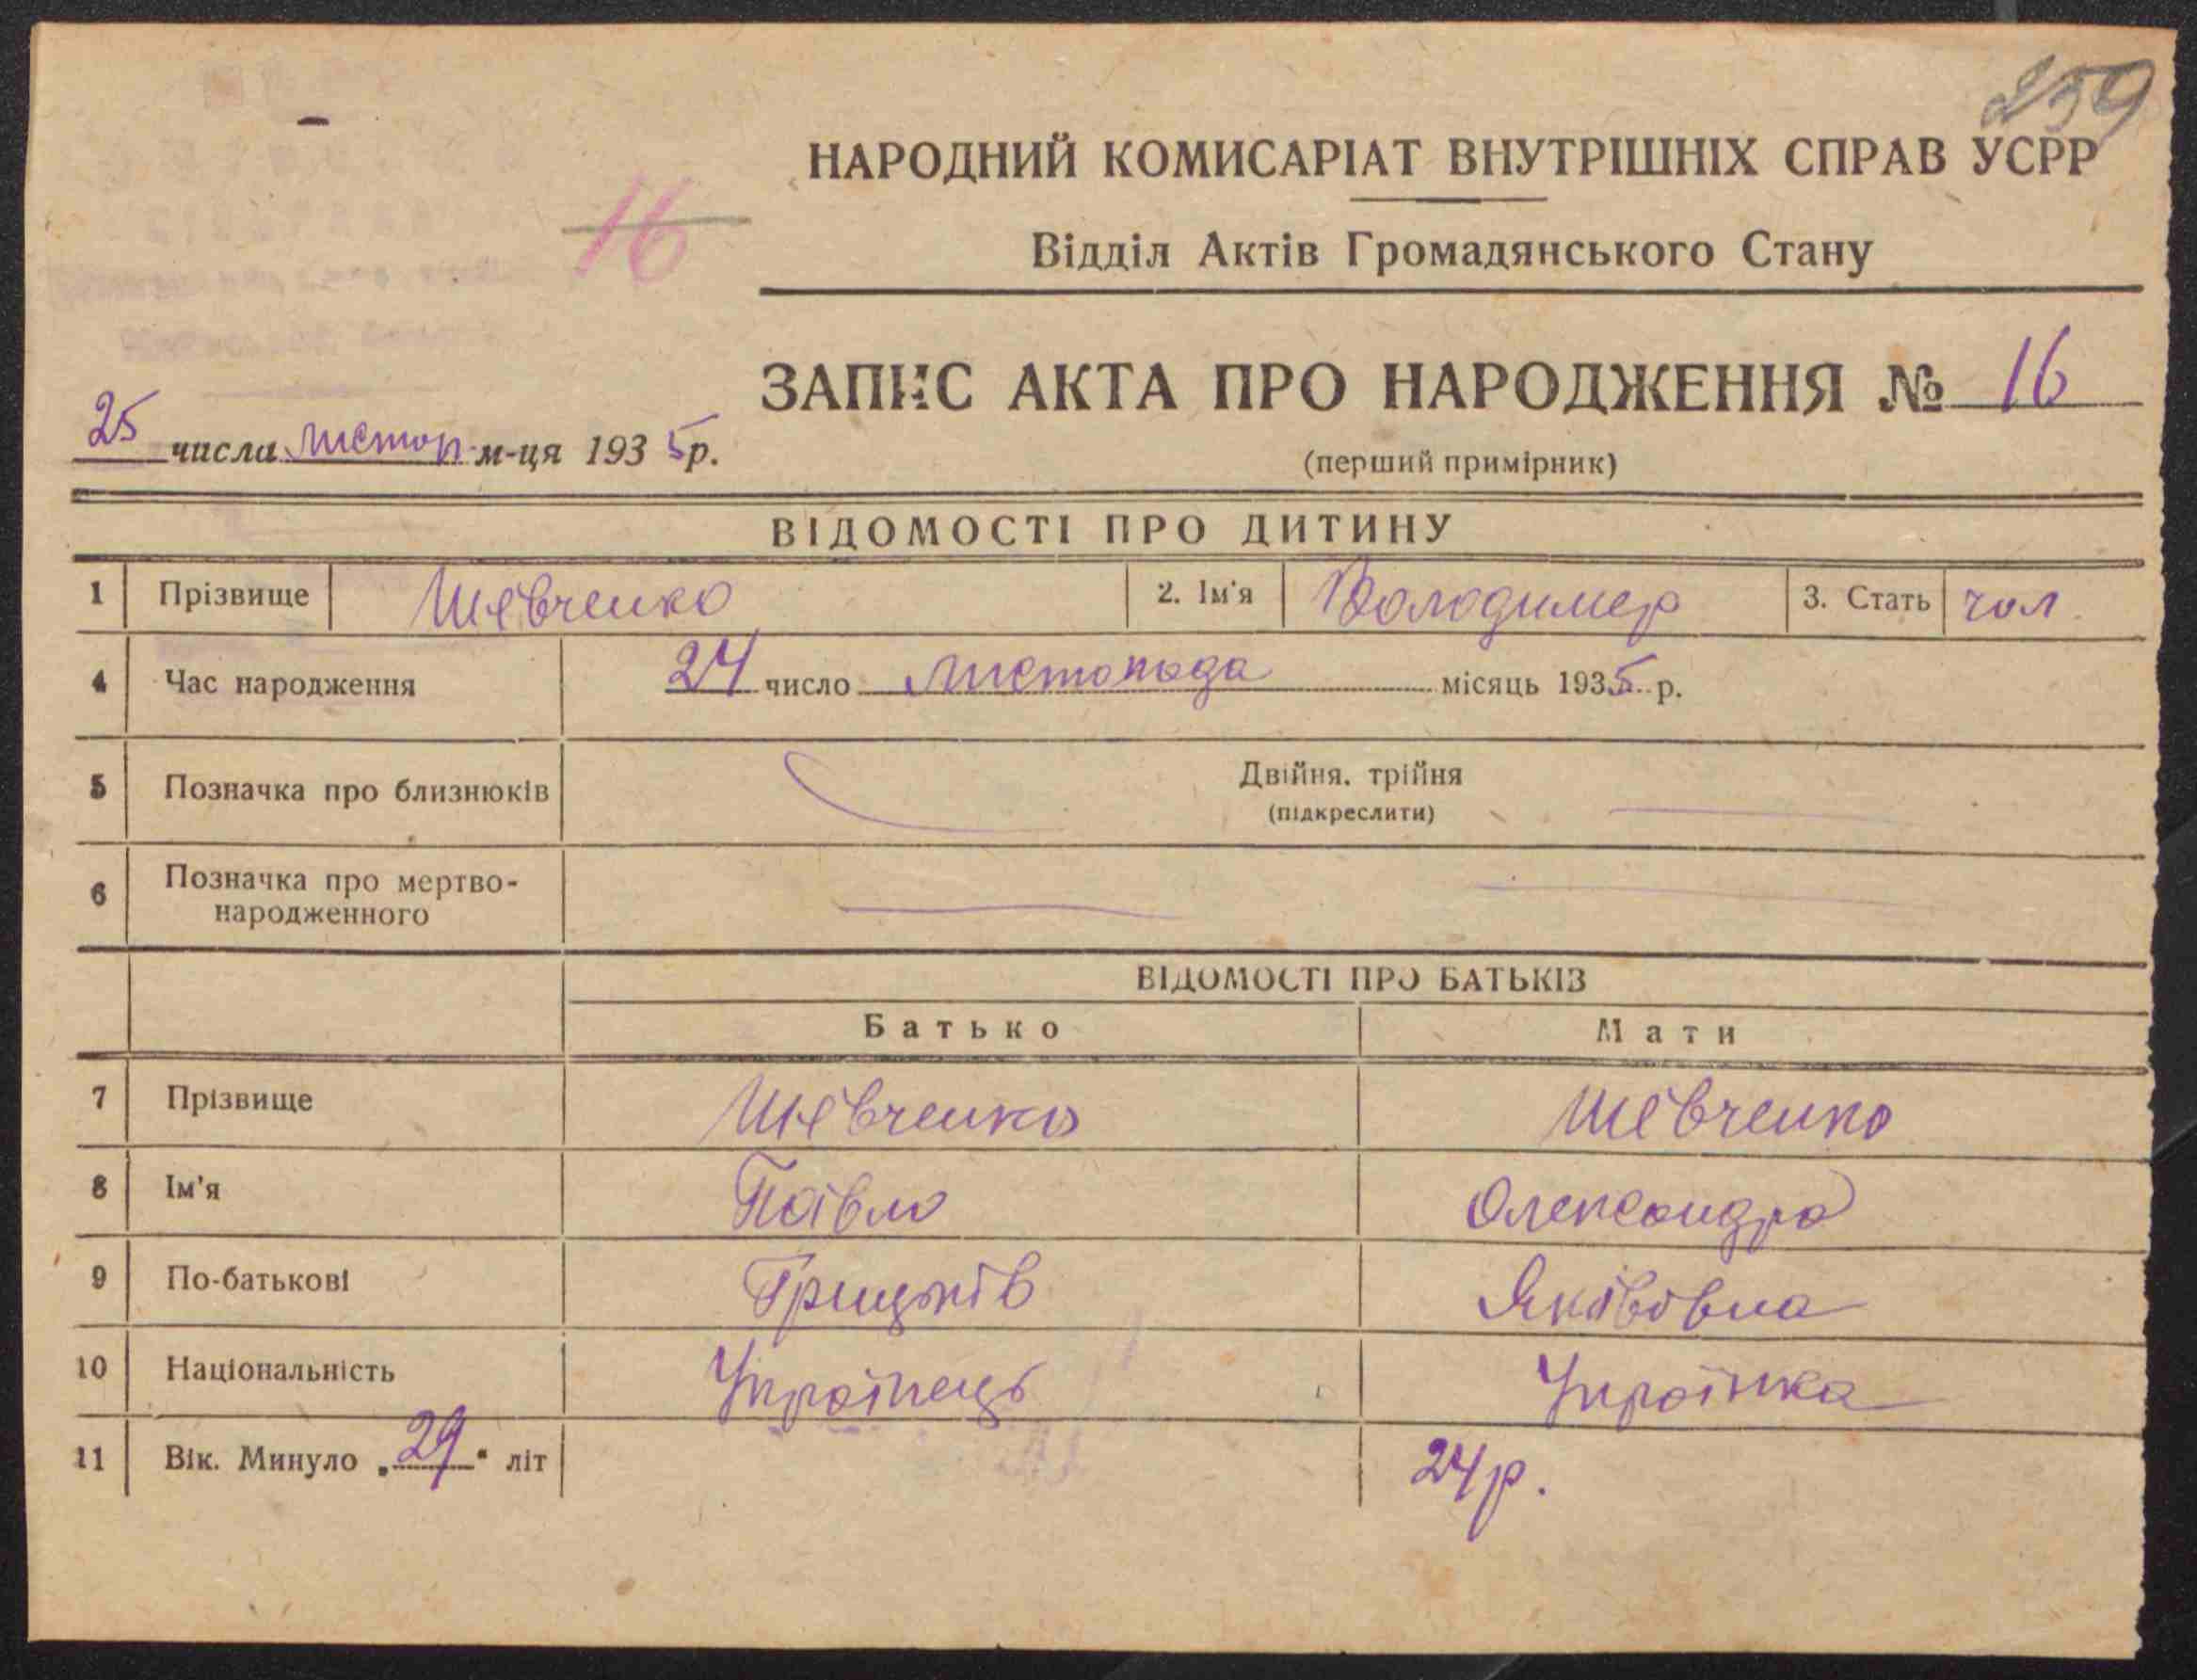 259
НАРОДНИЙ КОМИСАРІАТ ВНУТРІШНІХ СПРАВ УСРР
16
Відділ Актів Громадянського Стану
ЗАПИС АКТА ПРО НАРОДЖЕННЯ № 16
25 числа листоп м-ця 1935 р.
(перший примірник)
ВІДОМОСТІ ПРО ДИТИНУ
1 Прізвище Шевченко 2. Ім'я Володимер 3. Стать чол
4 Час народження 24 число листопада місяць 1935 р.
5 Позначка про близнюків Двійня, трійня
(підкреслити)
6 Позначка про мертво-
народженного
ВІДОМОСТІ ПРО БАТЬКІВ
Батько Мати
7 Прізвище Шевченко Шевченко
8 Ім'я Павло Олександра
9 По-батькові Грицьків Яківовна
10 Національність Українець Українка
11 Вік. Минуло „29“ літ 24 р.